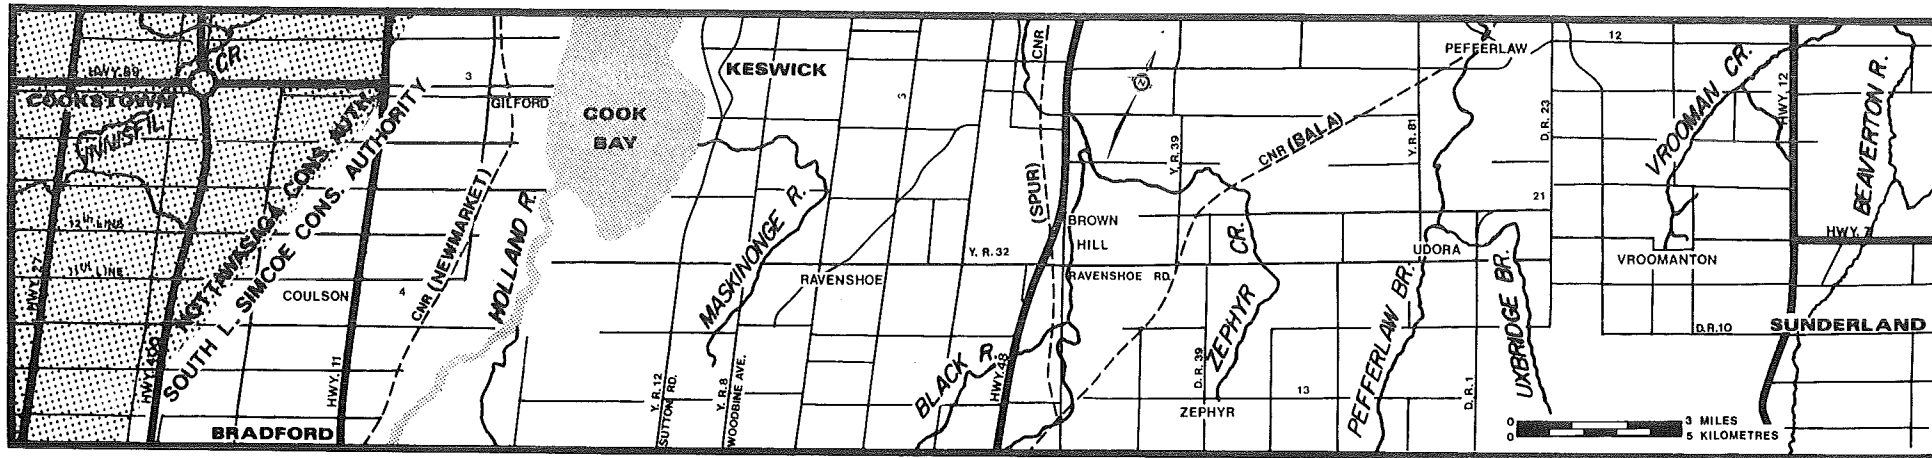 HWY. 89
CR.
COOKSTOWN
INNISFIL
12TH LINE
11TH LINE
HWY. 27
HWY. 400
NOTTAWASAGA CONS. AUTH.
SOUTH L. SIMCOE CONS. AUTHORITY
BRADFORD
COULSON
HWY. 11
3
4
GILFORD
CNR (NEWMARKET)
HOLLAND R.
COOK
BAY
KESWICK
MASKINONGE R.
Y. R. 12
SUTTON RD.
Y. R. 8
WOODBINE AVE.
RAVENSHOE
BLACK R.
Y. R. 32
HWY. 48
CNR
(SPUR)
BROWN
HILL
RAVENSHOE RD.
N
Y.R. 39
CNR (BALA)
ZEPHYR CR.
D. R. 39
ZEPHYR
13
PEFFERLAW
Y.R. 81
UDORA
PEFFERLAW BR.
D.R. 1
UXBRIDGE BR.
D.R. 23
21
12
VROOMAN CR.
VROOMANTON
HWY. 12
BEAVERTON R.
HWY. 7
D.R. 10
SUNDERLAND
0 3 MILES
0 5 KILOMETRES